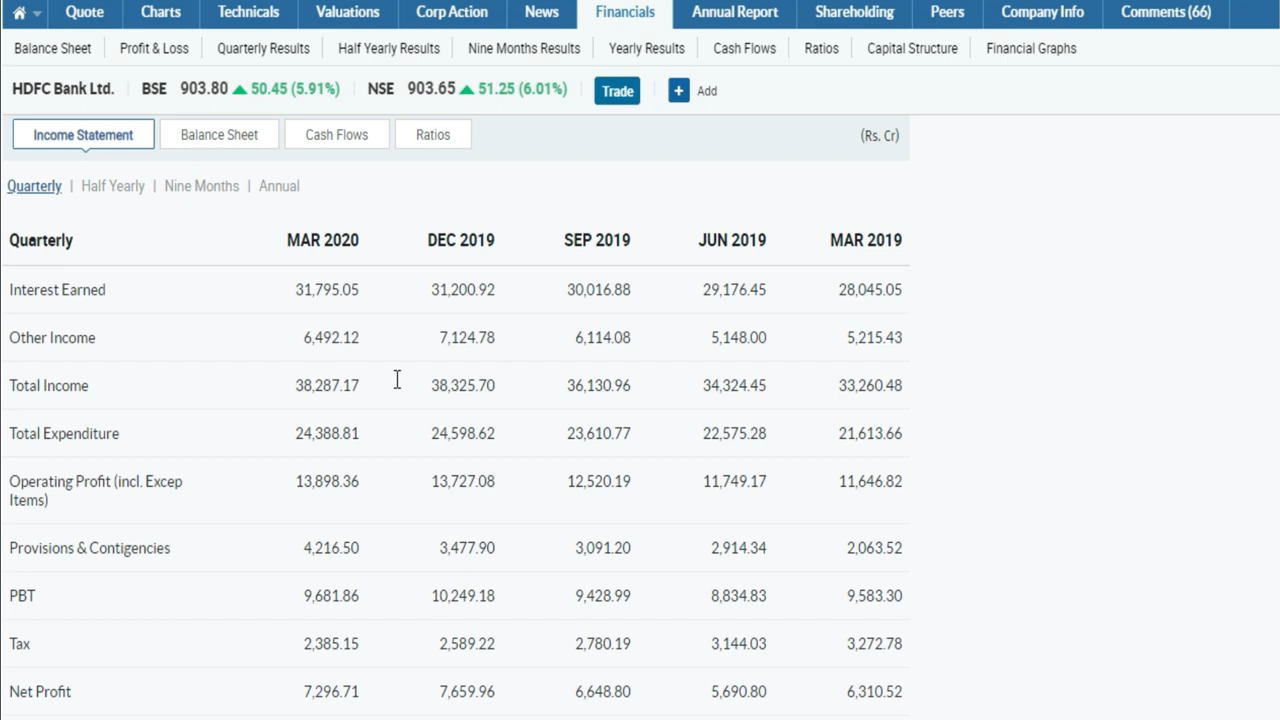 Quote Charts Technicals Valuations Corp Action News Financials Annual Report Shareholding Peers Company Info Comments (66)
Balance Sheet Profit & Loss Quarterly Results Half Yearly Results Nine Months Results Yearly Results Cash Flows Ratios Capital Structure Financial Graphs
HDFC Bank Ltd. BSE 903.80 ▲ 50.45 (5.91%) NSE 903.65 ▲ 51.25 (6.01%) Trade + Add
Income Statement Balance Sheet Cash Flows Ratios (Rs. Cr)
Quarterly | Half Yearly | Nine Months | Annual
Quarterly MAR 2020 DEC 2019 SEP 2019 JUN 2019 MAR 2019
Interest Earned 31,795.05 31,200.92 30,016.88 29,176.45 28,045.05
Other Income 6,492.12 7,124.78 6,114.08 5,148.00 5,215.43
Total Income 38,287.17 38,325.70 36,130.96 34,324.45 33,260.48
Total Expenditure 24,388.81 24,598.62 23,610.77 22,575.28 21,613.66
Operating Profit (incl. Excep 13,898.36 13,727.08 12,520.19 11,749.17 11,646.82
Items)
Provisions & Contigencies 4,216.50 3,477.90 3,091.20 2,914.34 2,063.52
PBT 9,681.86 10,249.18 9,428.99 8,834.83 9,583.30
Tax 2,385.15 2,589.22 2,780.19 3,144.03 3,272.78
Net Profit 7,296.71 7,659.96 6,648.80 5,690.80 6,310.52